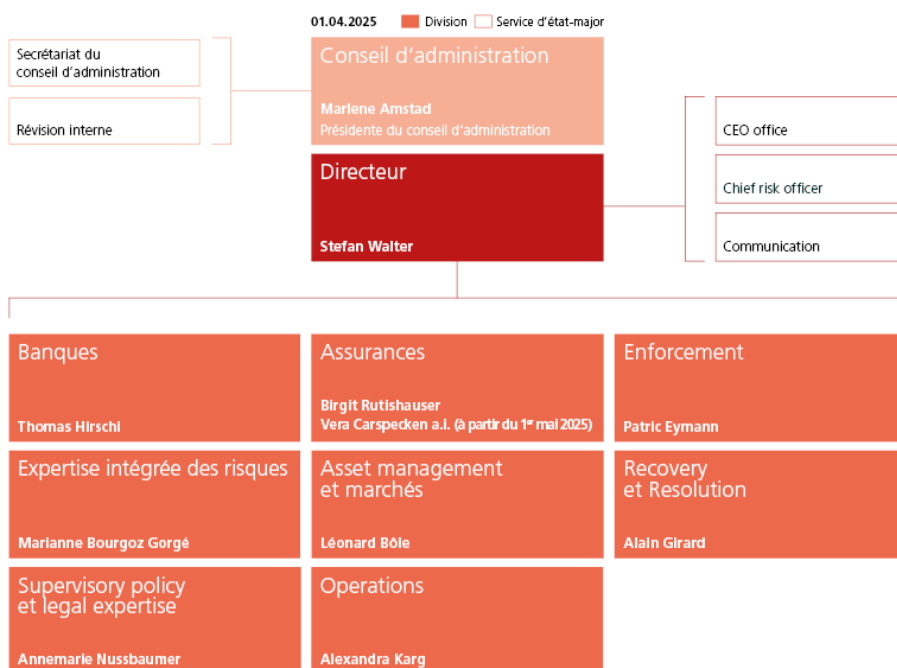 01.04.2025 Division Service d'état-major
Secrétariat du
conseil d'administration
Révision interne
Conseil d'administration
Marlene Amstad
Présidente du conseil d'administration
Directeur
Stefan Walter
CEO office
Chief risk officer
Communication
Banques
Thomas Hirschi
Assurances
Birgit Rutishauser
Vera Carspecken a.i. (à partir du 1er mai 2025)
Enforcement
Patric Eymann
Expertise intégrée des risques
Marianne Bourgoz Gorgé
Asset management
et marchés
Léonard Bôle
Recovery
et Resolution
Alain Girard
Supervisory policy
et legal expertise
Annemarie Nussbaumer
Operations
Alexandra Karg